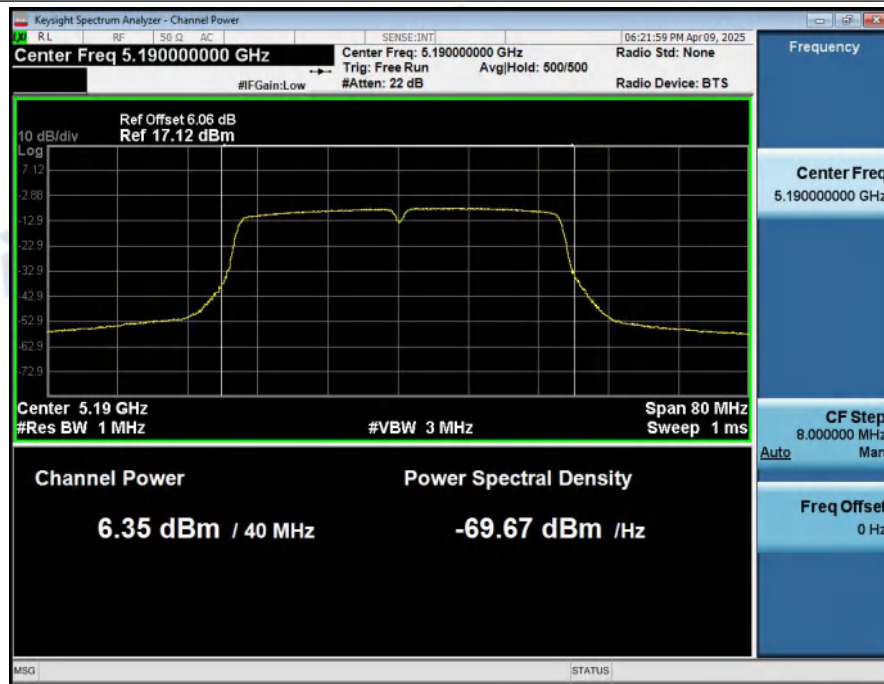 Keysight Spectrum Analyzer - Channel Power
LXI RL RF 50 Ω AC SENSE:INT 06:21:59 PM Apr 09, 2025
Center Freq 5.190000000 GHz
Center Freq: 5.190000000 GHz
Radio Std: None
Trig: Free Run Avg|Hold: 500/500
#IFGain:Low
#Atten: 22 dB
Radio Device: BTS
Frequency
Ref Offset 6.06 dB
10 dB/div Ref 17.12 dBm
Log
7.12
-2.88
-12.9
-22.9
-32.9
-42.9
-52.9
-62.9
-72.9
Center 5.19 GHz Span 80 MHz
#Res BW 1 MHz #VBW 3 MHz Sweep 1 ms
Center Freq
5.190000000 GHz
CF Step
8.000000 MHz
Auto Man
Freq Offset
0 Hz
Channel Power Power Spectral Density
6.35 dBm / 40 MHz -69.67 dBm /Hz
MSG STATUS